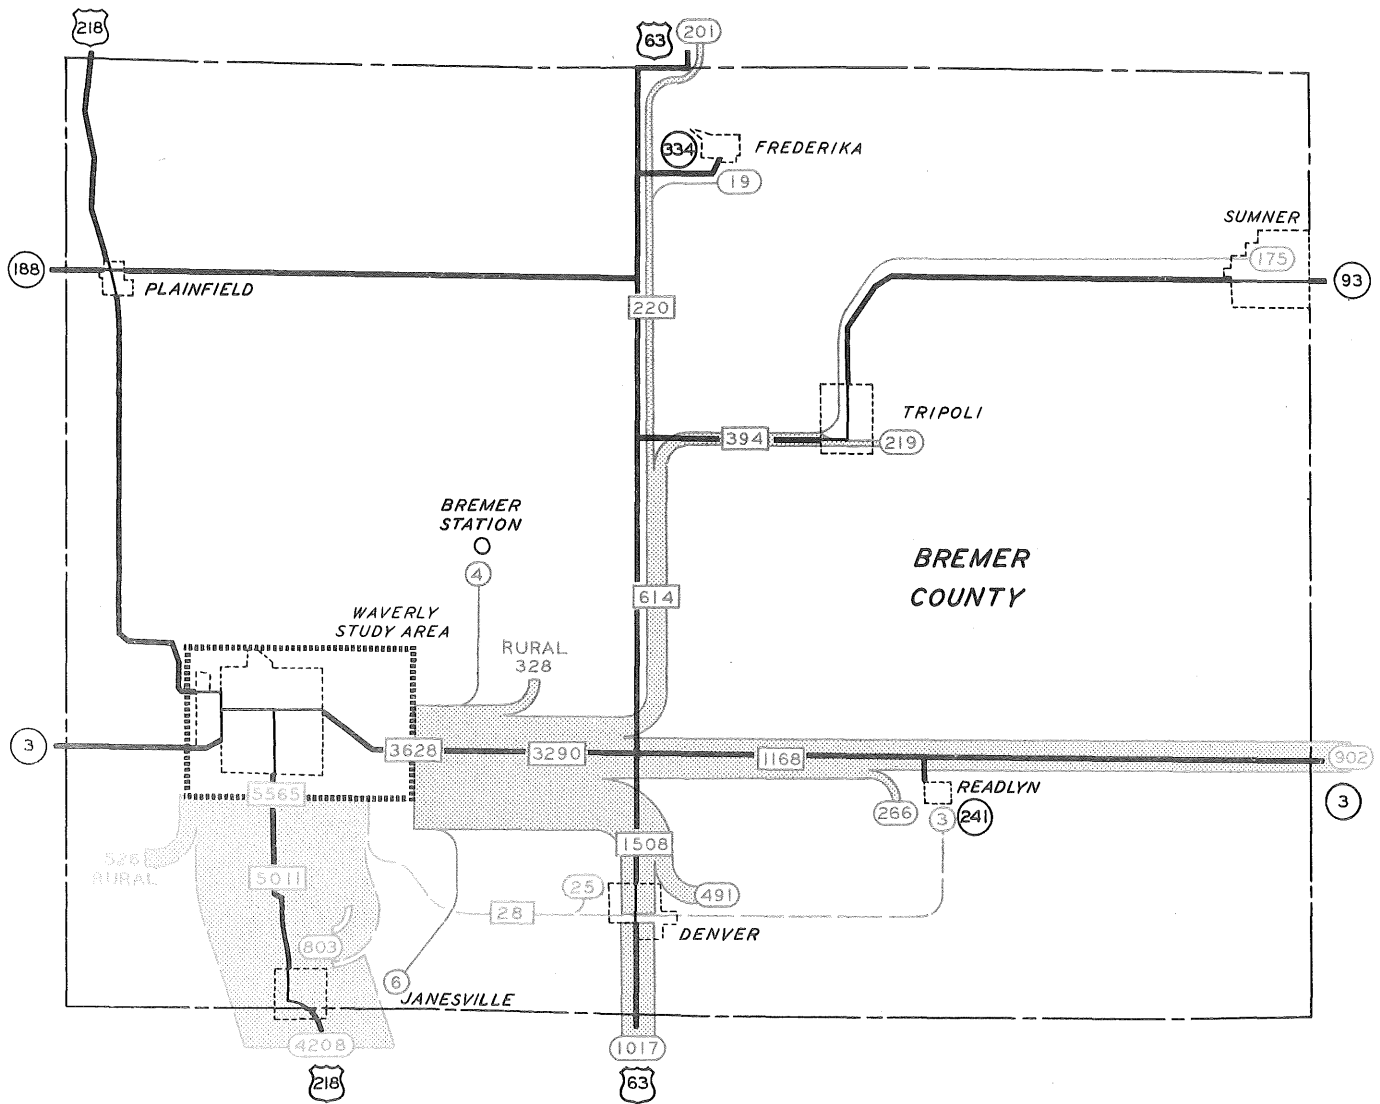 218
63
201
334
FREDERIKA
19
SUMNER
188
175
93
PLAINFIELD
220
TRIPOLI
394
219
BREMER
STATION
4
BREMER
COUNTY
614
WAVERLY
STUDY AREA
RURAL
328
3
3628
3290
1168
902
5565
READLYN
3
266
3
241
1508
526
RURAL
5011
25
491
28
DENVER
803
6
JANESVILLE
4208
1017
218
63